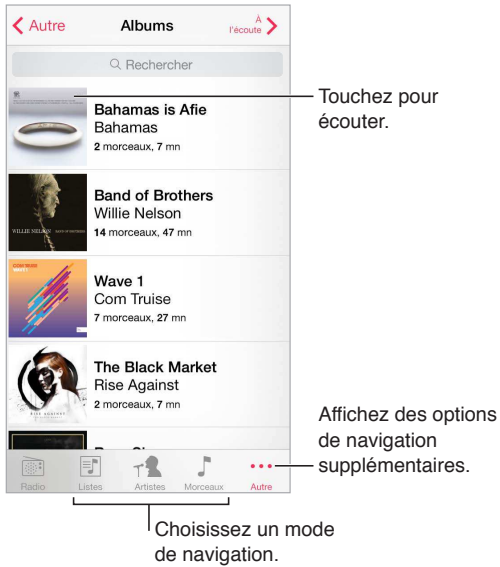 Autre
Albums
À
l'écoute
Rechercher
Touchez pour
écouter.
Bahamas is Afie
Bahamas
2 morceaux, 7 mn
Band of Brothers
Willie Nelson
14 morceaux, 47 mn
WILLIE NELSON BAND OF BROTHERS
Wave 1
Com Truise
7 morceaux, 27 mn
COM TRUISE
WAVE 1
The Black Market
Rise Against
2 morceaux, 7 mn
RISE AGAINST
Affichez des options
de navigation
supplémentaires.
Radio
Listes
Artistes
Morceaux
Autre
Choisissez un mode
de navigation.